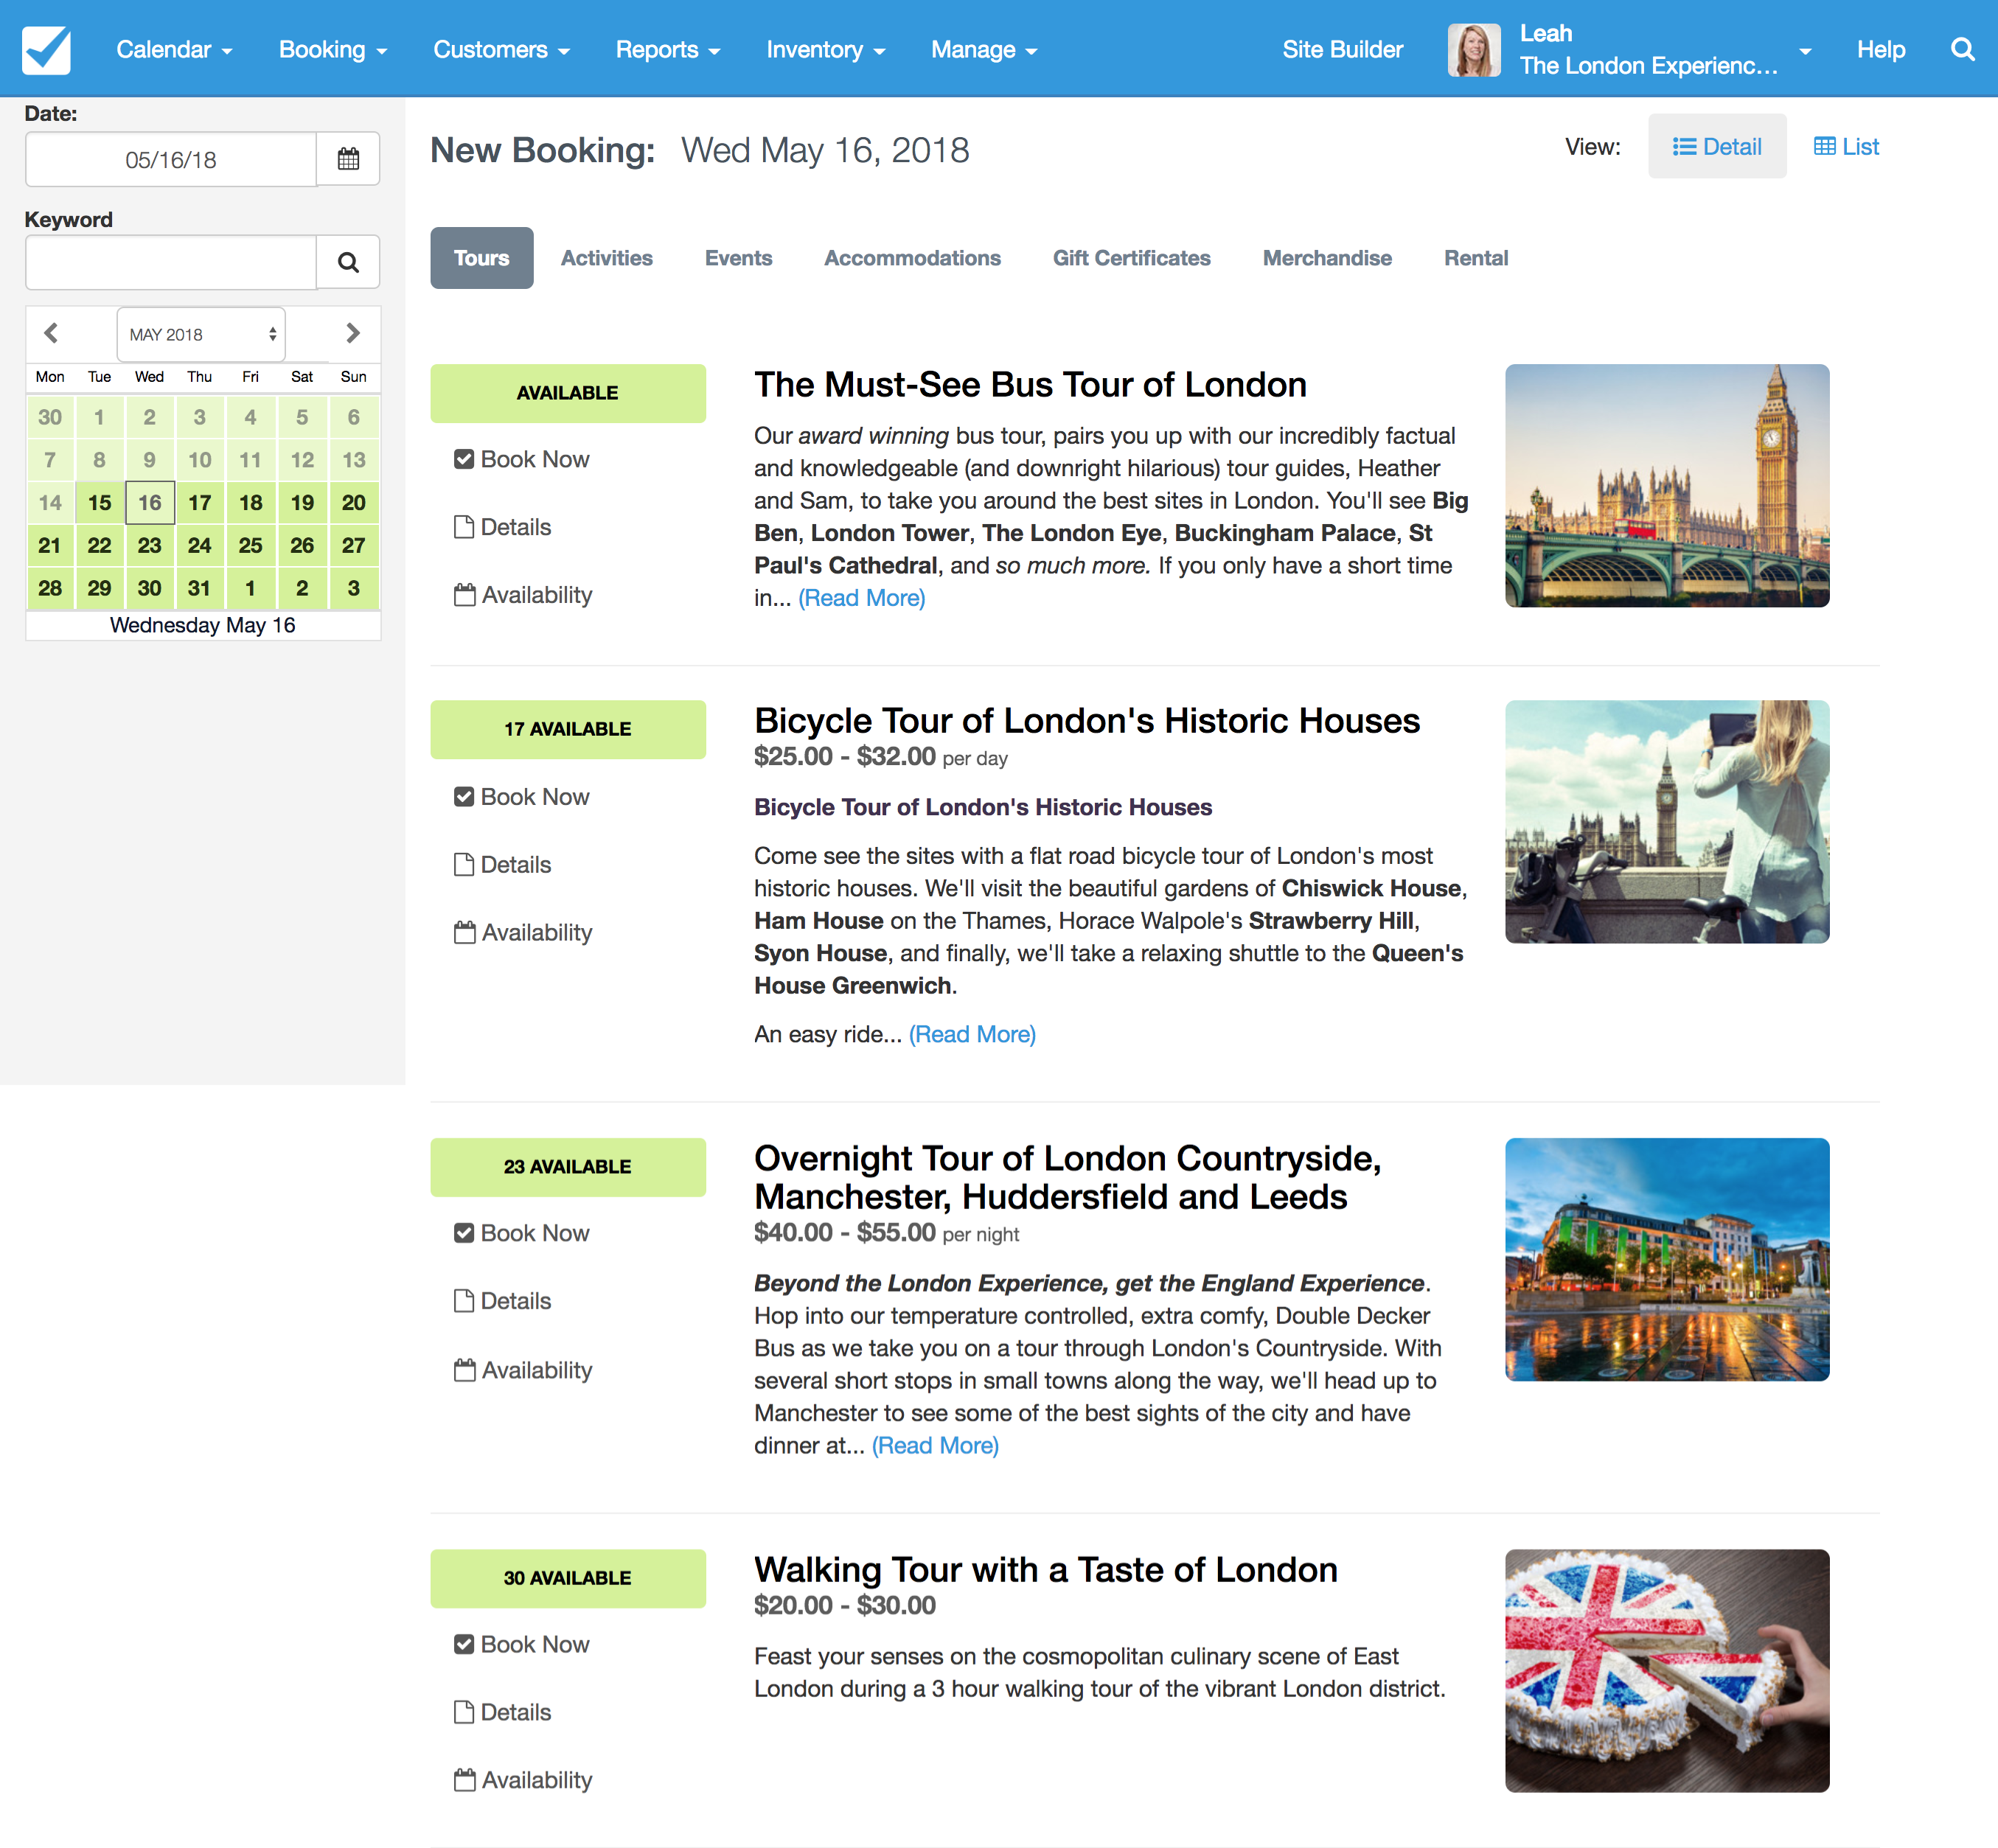 Calendar Booking Customers Reports Inventory Manage Site Builder Leah The London Experienc... Help
Date:
05/16/18
Keyword
MAY 2018
Mon Tue Wed Thu Fri Sat Sun
30 1 2 3 4 5 6
7 8 9 10 11 12 13
14 15 16 17 18 19 20
21 22 23 24 25 26 27
28 29 30 31 1 2 3
Wednesday May 16
New Booking: Wed May 16, 2018
View: Detail List
Tours Activities Events Accommodations Gift Certificates Merchandise Rental
AVAILABLE
Book Now
Details
Availability
The Must-See Bus Tour of London
Our award winning bus tour, pairs you up with our incredibly factual
and knowledgeable (and downright hilarious) tour guides, Heather
and Sam, to take you around the best sites in London. You'll see Big
Ben, London Tower, The London Eye, Buckingham Palace, St
Paul's Cathedral, and so much more. If you only have a short time
in... (Read More)
17 AVAILABLE
Book Now
Details
Availability
Bicycle Tour of London's Historic Houses
$25.00 - $32.00 per day
Bicycle Tour of London's Historic Houses
Come see the sites with a flat road bicycle tour of London's most
historic houses. We'll visit the beautiful gardens of Chiswick House,
Ham House on the Thames, Horace Walpole's Strawberry Hill,
Syon House, and finally, we'll take a relaxing shuttle to the Queen's
House Greenwich.
An easy ride... (Read More)
23 AVAILABLE
Book Now
Details
Availability
Overnight Tour of London Countryside,
Manchester, Huddersfield and Leeds
$40.00 - $55.00 per night
Beyond the London Experience, get the England Experience.
Hop into our temperature controlled, extra comfy, Double Decker
Bus as we take you on a tour through London's Countryside. With
several short stops in small towns along the way, we'll head up to
Manchester to see some of the best sights of the city and have
dinner at... (Read More)
30 AVAILABLE
Book Now
Details
Availability
Walking Tour with a Taste of London
$20.00 - $30.00
Feast your senses on the cosmopolitan culinary scene of East
London during a 3 hour walking tour of the vibrant London district.